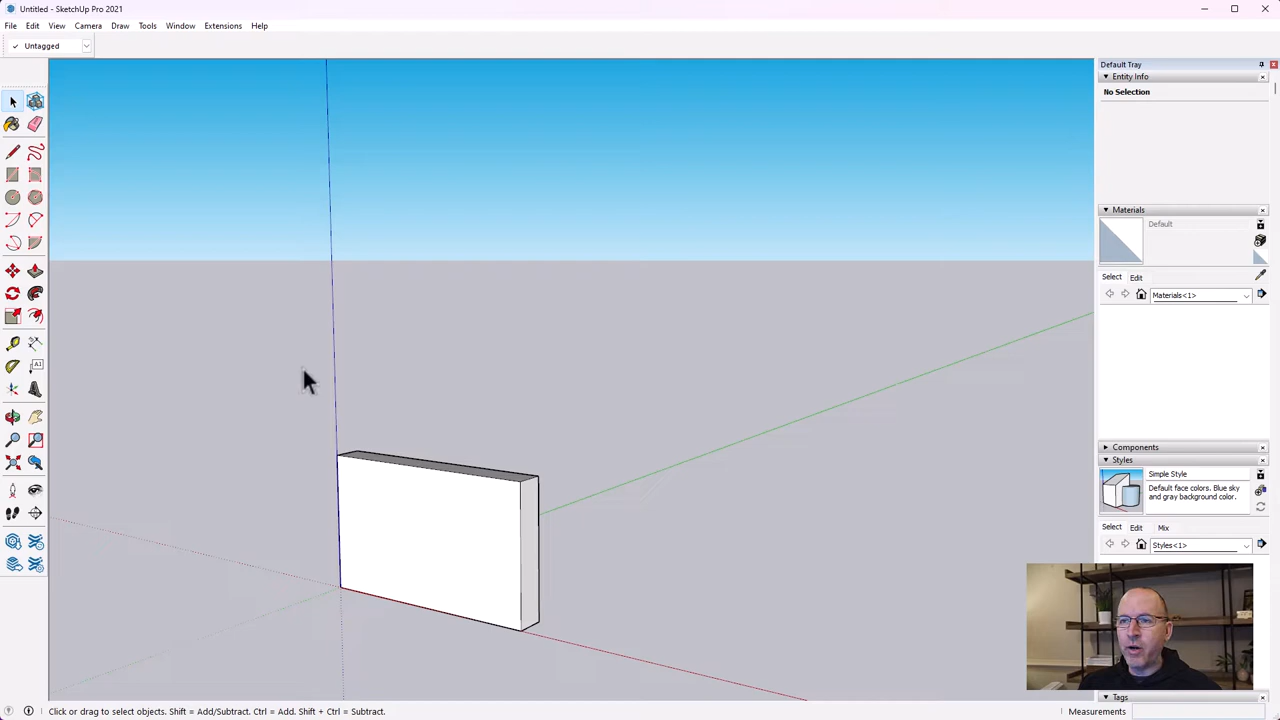 Untitled - SketchUp Pro 2021
File Edit View Camera Draw Tools Window Extensions Help
Untagged
Default Tray
Entity Info
No Selection
Materials
Default
Select Edit
Materials<1>
Components
Styles
Simple Style
Default face colors. Blue sky
and gray background color.
Select Edit Mix
Styles<1>
Tags
Click or drag to select objects. Shift = Add/Subtract. Ctrl = Add. Shift + Ctrl = Subtract.
Measurements